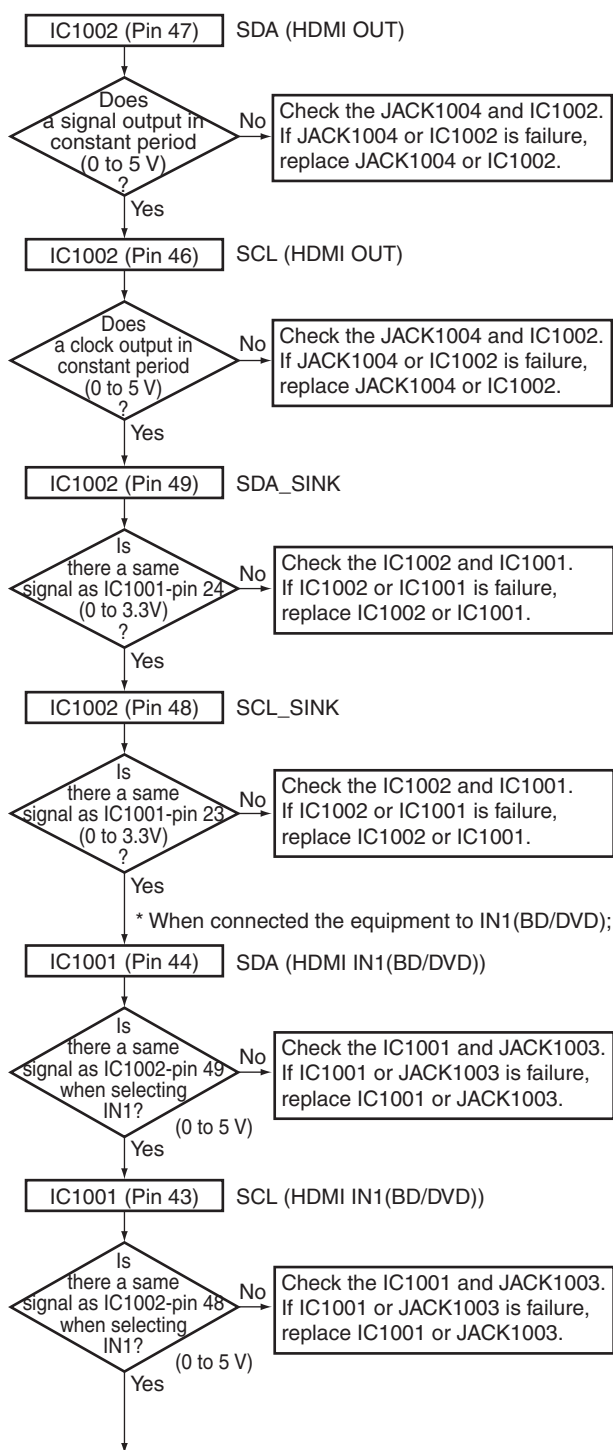 IC1002 (Pin 47) SDA (HDMI OUT)
Does
a signal output in
constant period
(0 to 5 V)
?
No
Check the JACK1004 and IC1002.
If JACK1004 or IC1002 is failure,
replace JACK1004 or IC1002.
Yes
IC1002 (Pin 46) SCL (HDMI OUT)
Does
a clock output in
constant period
(0 to 5 V)
?
No
Check the JACK1004 and IC1002.
If JACK1004 or IC1002 is failure,
replace JACK1004 or IC1002.
Yes
IC1002 (Pin 49) SDA_SINK
Is
there a same
signal as IC1001-pin 24
(0 to 3.3V)
?
No
Check the IC1002 and IC1001.
If IC1002 or IC1001 is failure,
replace IC1002 or IC1001.
Yes
IC1002 (Pin 48) SCL_SINK
Is
there a same
signal as IC1001-pin 23
(0 to 3.3V)
?
No
Check the IC1002 and IC1001.
If IC1002 or IC1001 is failure,
replace IC1002 or IC1001.
Yes
* When connected the equipment to IN1(BD/DVD);
IC1001 (Pin 44) SDA (HDMI IN1(BD/DVD))
Is
there a same
signal as IC1002-pin 49
when selecting
IN1?
(0 to 5 V)
No
Check the IC1001 and JACK1003.
If IC1001 or JACK1003 is failure,
replace IC1001 or JACK1003.
Yes
IC1001 (Pin 43) SCL (HDMI IN1(BD/DVD))
Is
there a same
signal as IC1002-pin 48
when selecting
IN1?
(0 to 5 V)
No
Check the IC1001 and JACK1003.
If IC1001 or JACK1003 is failure,
replace IC1001 or JACK1003.
Yes